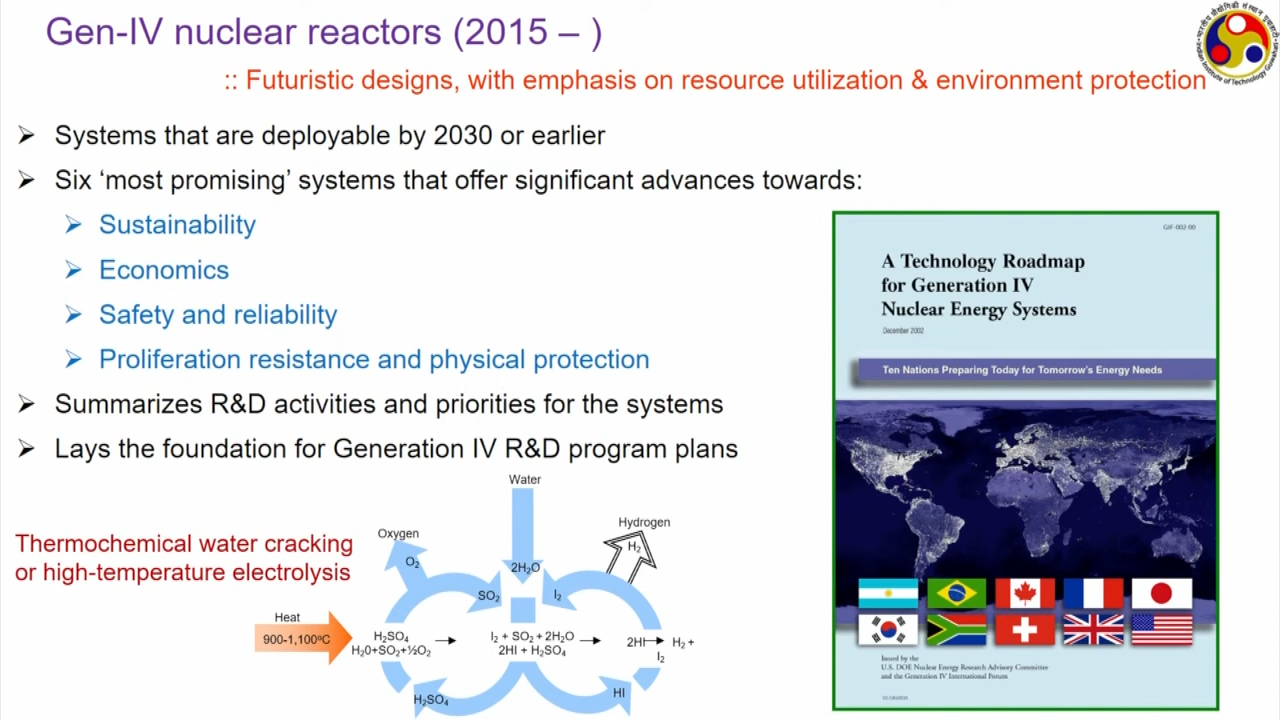 Gen-IV nuclear reactors (2015 – )
:: Futuristic designs, with emphasis on resource utilization & environment protection
➢ Systems that are deployable by 2030 or earlier
➢ Six ‘most promising’ systems that offer significant advances towards:
➢ Sustainability
➢ Economics
➢ Safety and reliability
➢ Proliferation resistance and physical protection
➢ Summarizes R&D activities and priorities for the systems
➢ Lays the foundation for Generation IV R&D program plans
Thermochemical water cracking
or high-temperature electrolysis
Water
Oxygen
Hydrogen
O₂
2H₂O
H₂
SO₂
I₂
Heat
900-1,100ºC
H₂SO₄
H₂0+SO₂+½O₂
I₂ + SO₂ + 2H₂O
2HI + H₂SO₄
2HI
H₂ +
I₂
H₂SO₄
HI
GIF-002-00
A Technology Roadmap
for Generation IV
Nuclear Energy Systems
December 2002
Ten Nations Preparing Today for Tomorrow's Energy Needs
Issued by the
U.S. DOE Nuclear Energy Research Advisory Committee
and the Generation IV International Forum
Indian Institute of Technology Guwahati